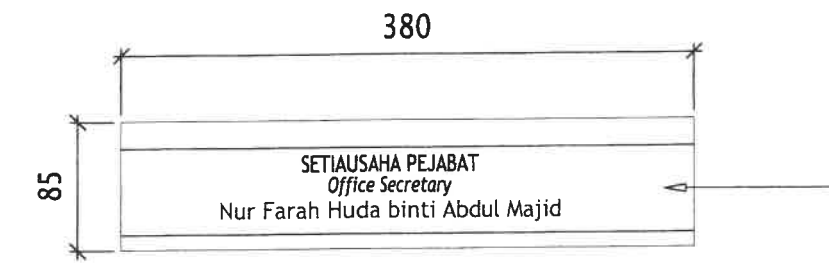 380
85
SETIAUSAHA PEJABAT
Office Secretary
Nur Farah Huda binti Abdul Majid